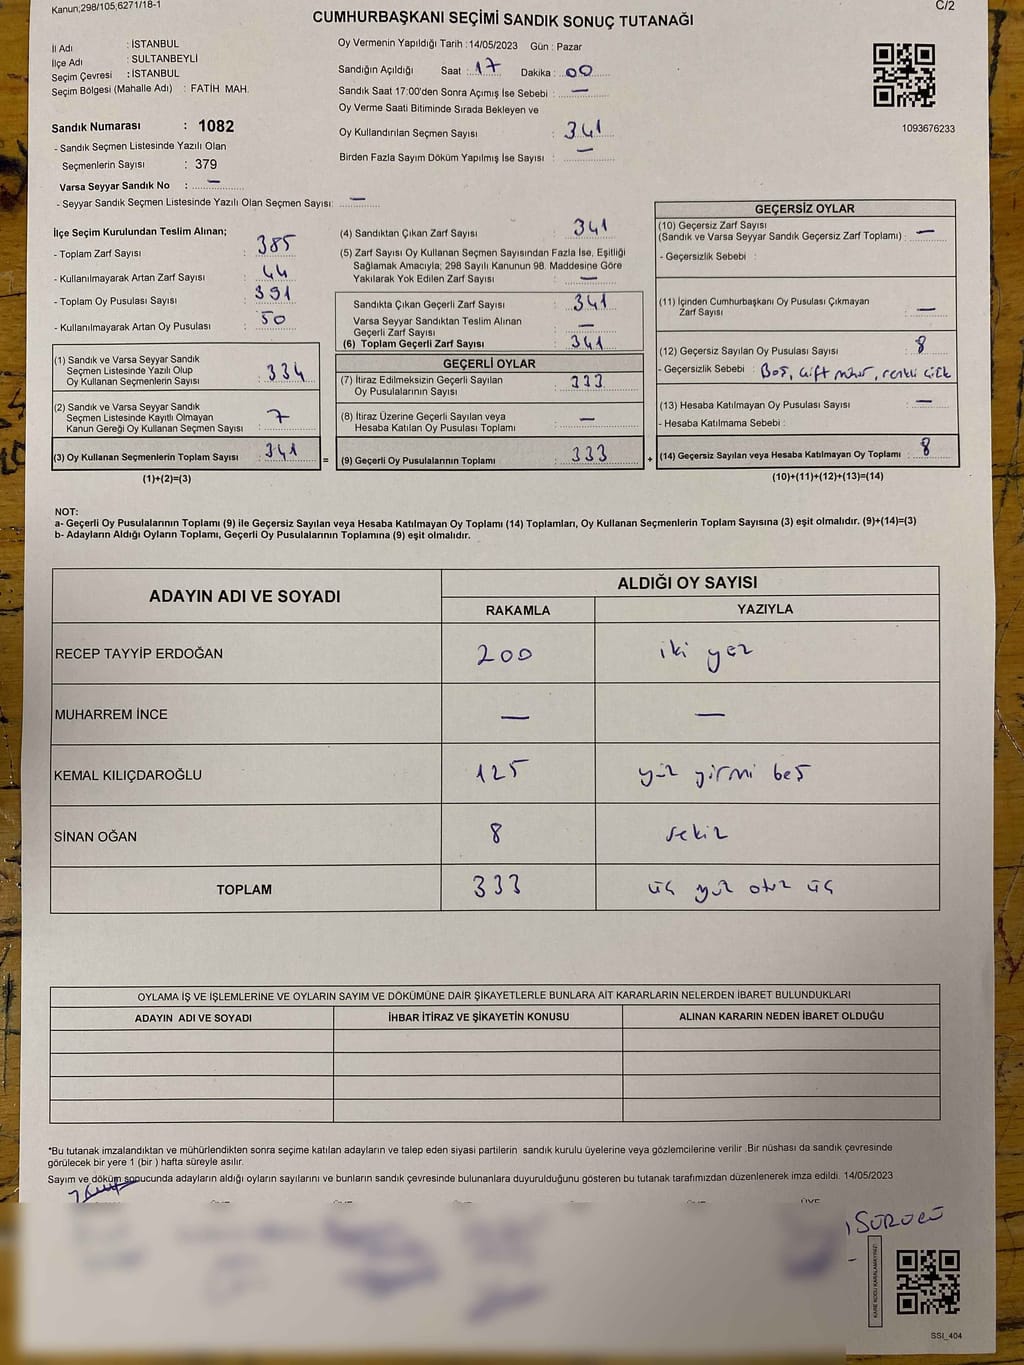 Kanun;298/105,6271/18-1
C/2
CUMHURBAŞKANI SEÇİMİ SANDIK SONUÇ TUTANAĞI
İl Adı : İSTANBUL
İlçe Adı : SULTANBEYLİ
Seçim Çevresi : İSTANBUL
Seçim Bölgesi (Mahalle Adı) : FATİH MAH.
Sandık Numarası : 1082
- Sandık Seçmen Listesinde Yazılı Olan
Seçmenlerin Sayısı : 379
Varsa Seyyar Sandık No : —
- Seyyar Sandık Seçmen Listesinde Yazılı Olan Seçmen Sayısı: —
Oy Vermenin Yapıldığı Tarih :14/05/2023 Gün : Pazar
Sandığın Açıldığı Saat : 17 Dakika : 00
Sandık Saat 17:00'den Sonra Açımış İse Sebebi : —
Oy Verme Saati Bitiminde Sırada Bekleyen ve
Oy Kullandırılan Seçmen Sayısı : 341
Birden Fazla Sayım Döküm Yapılmış İse Sayısı : —
1093676233
İlçe Seçim Kurulundan Teslim Alınan;
- Toplam Zarf Sayısı : 385
- Kullanılmayarak Artan Zarf Sayısı : 44
- Toplam Oy Pusulası Sayısı : 391
- Kullanılmayarak Artan Oy Pusulası : 50
(1) Sandık ve Varsa Seyyar Sandık
Seçmen Listesinde Yazılı Olup
Oy Kullanan Seçmenlerin Sayısı : 334
(2) Sandık ve Varsa Seyyar Sandık
Seçmen Listesinde Kayıtlı Olmayan
Kanun Gereği Oy Kullanan Seçmen Sayısı : 7
(3) Oy Kullanan Seçmenlerin Toplam Sayısı : 341 =
(1)+(2)=(3)
(4) Sandıktan Çıkan Zarf Sayısı : 341
(5) Zarf Sayısı Oy Kullanan Seçmen Sayısından Fazla İse, Eşitliği
Sağlamak Amacıyla; 298 Sayılı Kanunun 98. Maddesine Göre
Yakılarak Yok Edilen Zarf Sayısı : —
Sandıkta Çıkan Geçerli Zarf Sayısı : 341
Varsa Seyyar Sandıktan Teslim Alınan
Geçerli Zarf Sayısı : —
(6) Toplam Geçerli Zarf Sayısı : 341
GEÇERLİ OYLAR
(7) İtiraz Edilmeksizin Geçerli Sayılan
Oy Pusulalarının Sayısı : 333
(8) İtiraz Üzerine Geçerli Sayılan veya
Hesaba Katılan Oy Pusulası Toplamı : —
(9) Geçerli Oy Pusulalarının Toplamı : 333 +
GEÇERSİZ OYLAR
(10) Geçersiz Zarf Sayısı
(Sandık ve Varsa Seyyar Sandık Geçersiz Zarf Toplamı) : —
- Geçersizlik Sebebi :
(11) İçinden Cumhurbaşkanı Oy Pusulası Çıkmayan
Zarf Sayısı : —
(12) Geçersiz Sayılan Oy Pusulası Sayısı : 8
- Geçersizlik Sebebi : Boş, çift mühür, renkli
(13) Hesaba Katılmayan Oy Pusulası Sayısı : —
- Hesaba Katılmama Sebebi :
(14) Geçersiz Sayılan veya Hesaba Katılmayan Oy Toplamı : 8
(10)+(11)+(12)+(13)=(14)
NOT:
a- Geçerli Oy Pusulalarının Toplamı (9) ile Geçersiz Sayılan veya Hesaba Katılmayan Oy Toplamı (14) Toplamları, Oy Kullanan Seçmenlerin Toplam Sayısına (3) eşit olmalıdır. (9)+(14)=(3)
b- Adayların Aldığı Oyların Toplamı, Geçerli Oy Pusulalarının Toplamına (9) eşit olmalıdır.
ADAYIN ADI VE SOYADI ALDIĞI OY SAYISI
RAKAMLA YAZIYLA
RECEP TAYYİP ERDOĞAN 200 iki yüz
MUHARREM İNCE — —
KEMAL KILIÇDAROĞLU 125 yüz yirmi beş
SİNAN OĞAN 8 sekiz
TOPLAM 333 üç yüz otuz üç
OYLAMA İŞ VE İŞLEMLERİNE VE OYLARIN SAYIM VE DÖKÜMÜNE DAİR ŞİKAYETLERLE BUNLARA AİT KARARLARIN NELERDEN İBARET BULUNDUKLARI
ADAYIN ADI VE SOYADI İHBAR İTİRAZ VE ŞİKAYETİN KONUSU ALINAN KARARIN NEDEN İBARET OLDUĞU
*Bu tutanak imzalandıktan ve mühürlendikten sonra seçime katılan adayların ve talep eden siyasi partilerin sandık kurulu üyelerine veya gözlemcilerine verilir .Bir nüshası da sandık çevresinde
görülecek bir yere 1 (bir ) hafta süreyle asılır.
Sayım ve döküm sonucunda adayların aldığı oyların sayılarını ve bunların sandık çevresinde bulunanlara duyurulduğunu gösteren bu tutanak tarafımızdan düzenlenerek imza edildi. 14/05/2023
SÜRÜCÜ
KARE KODU KARALAMAYINIZ!
SSI_404